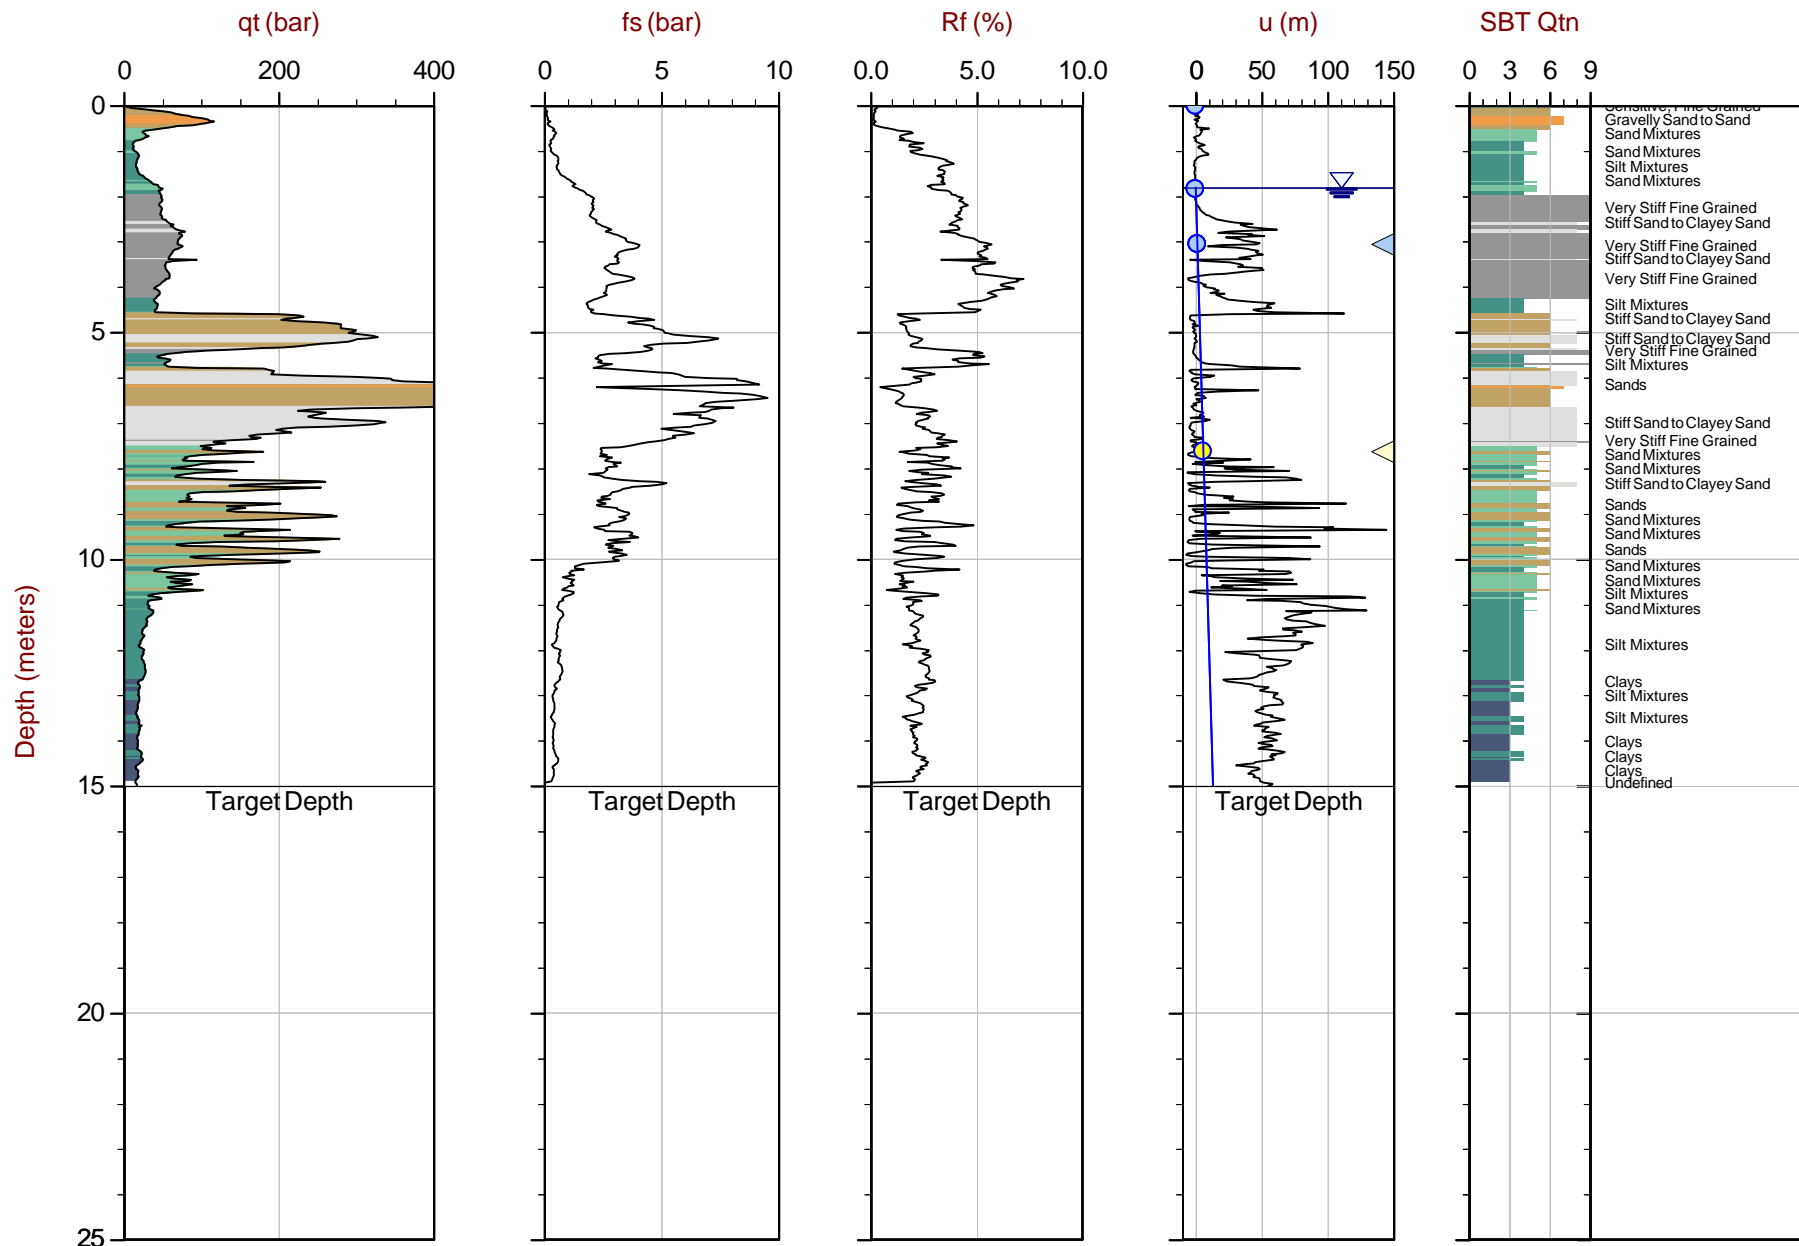 qt (bar) fs (bar) Rf (%) u (m) SBT Qtn
0 200 400 0 5 10 0.0 5.0 10.0 0 50 100 150 0 3 6 9
Depth (meters)
0
5
10
15
20
25
Sensitive, Fine Grained
Gravelly Sand to Sand
Sand Mixtures
Sand Mixtures
Silt Mixtures
Sand Mixtures
Very Stiff Fine Grained
Stiff Sand to Clayey Sand
Very Stiff Fine Grained
Stiff Sand to Clayey Sand
Very Stiff Fine Grained
Silt Mixtures
Stiff Sand to Clayey Sand
Stiff Sand to Clayey Sand
Very Stiff Fine Grained
Silt Mixtures
Sands
Stiff Sand to Clayey Sand
Very Stiff Fine Grained
Sand Mixtures
Sand Mixtures
Stiff Sand to Clayey Sand
Sands
Sand Mixtures
Sand Mixtures
Sands
Sand Mixtures
Sand Mixtures
Silt Mixtures
Sand Mixtures
Silt Mixtures
Clays
Silt Mixtures
Silt Mixtures
Clays
Clays
Clays
Undefined
Target Depth Target Depth Target Depth Target Depth